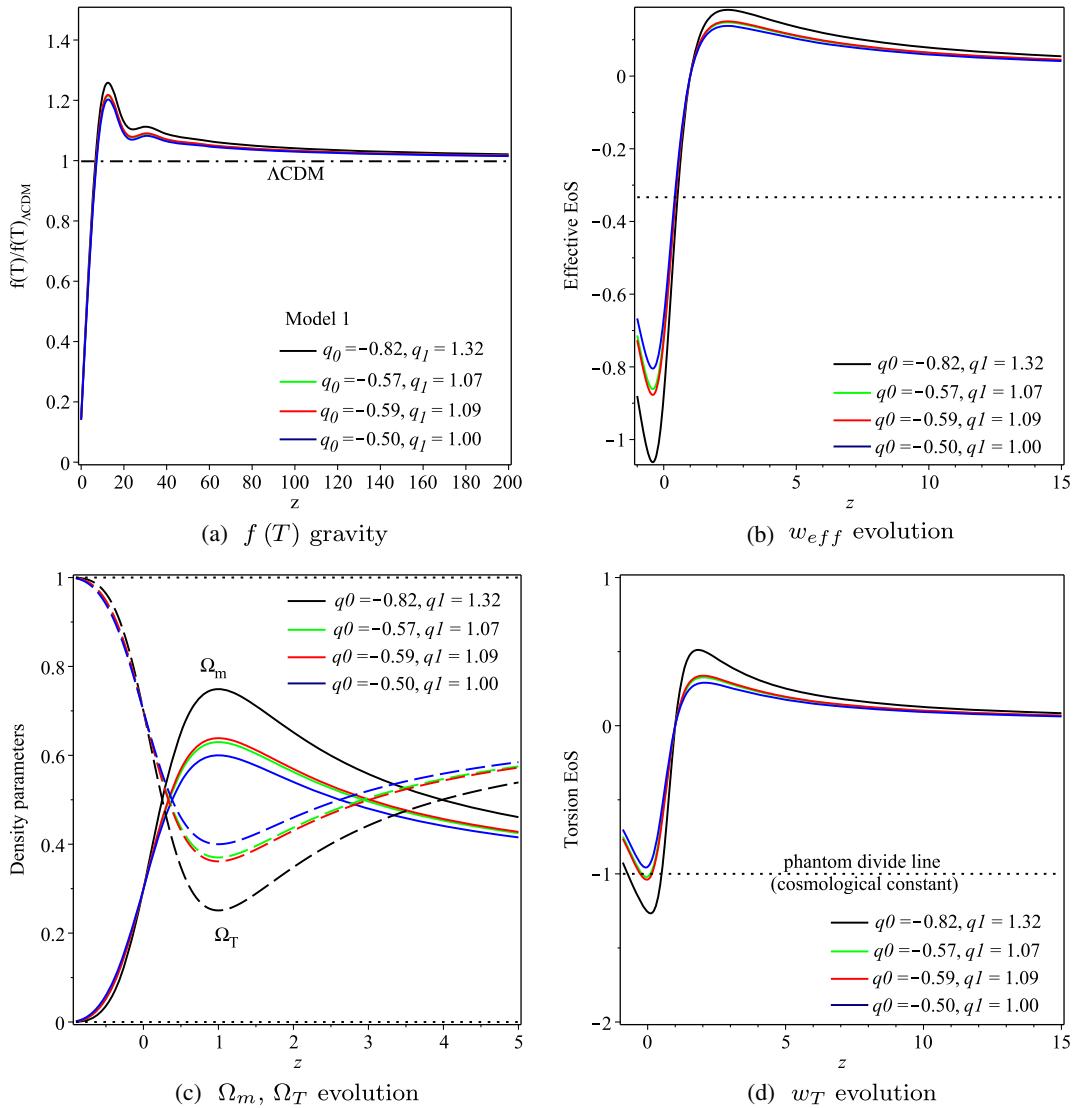 1.4
1.2
1
0.8
0.6
0.4
0.2
0
f(T)/f(T)ΛCDM
ΛCDM
Model 1
q0 =−0.82, q1 = 1.32
q0 =−0.57, q1 = 1.07
q0 =−0.59, q1 = 1.09
q0 =−0.50, q1 = 1.00
0 20 40 60 80 100 120 140 160 180 200
z
(a) f (T) gravity
0
−0.2
−0.4
−0.6
−0.8
−1
Effective EoS
q0 =−0.82, q1 = 1.32
q0 =−0.57, q1 = 1.07
q0 =−0.59, q1 = 1.09
q0 =−0.50, q1 = 1.00
0 5 10 15
z
(b) weff evolution
1
0.8
0.6
0.4
0.2
0
Density parameters
q0 =−0.82, q1 = 1.32
q0 =−0.57, q1 = 1.07
q0 =−0.59, q1 = 1.09
q0 =−0.50, q1 = 1.00
Ωm
ΩT
0 1 2 3 4 5
z
(c) Ωm, ΩT evolution
1
0
−1
−2
Torsion EoS
phantom divide line
(cosmological constant)
q0 =−0.82, q1 = 1.32
q0 =−0.57, q1 = 1.07
q0 =−0.59, q1 = 1.09
q0 =−0.50, q1 = 1.00
0 5 10 15
z
(d) wT evolution